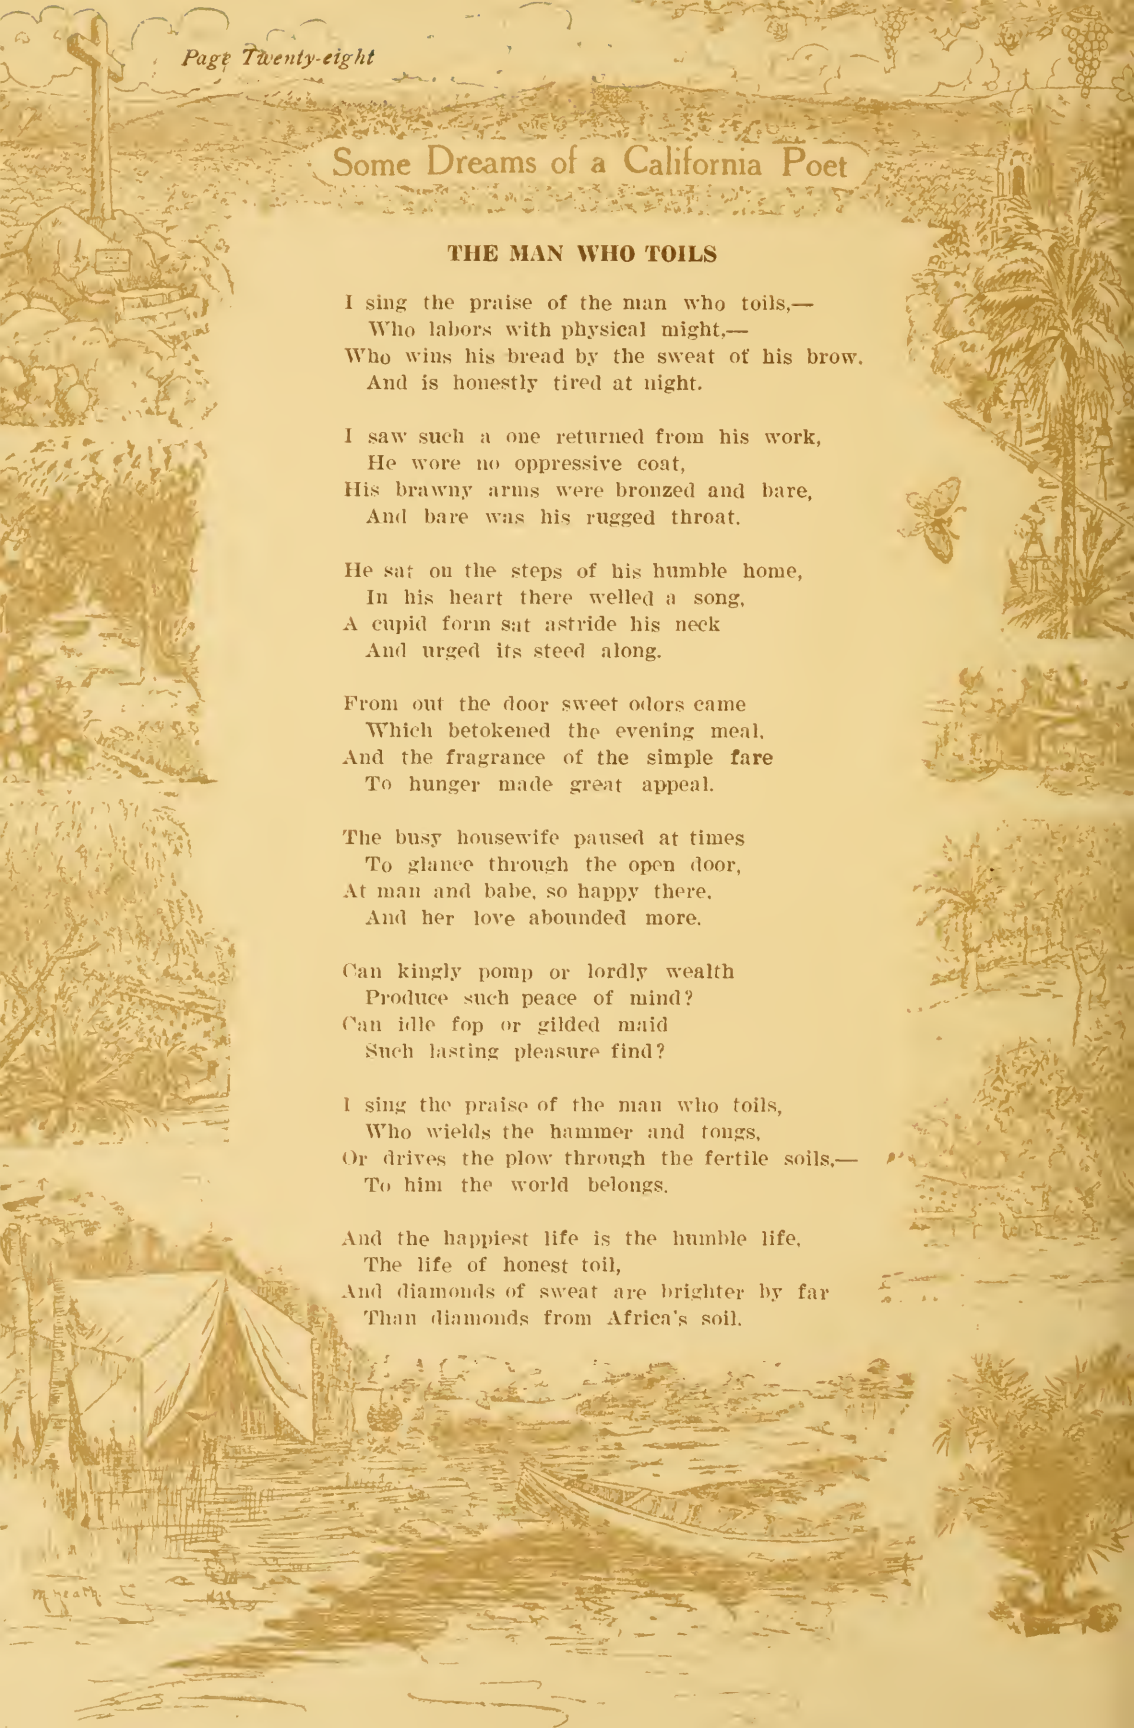 Page Twenty-eight
Some Dreams of a California Poet
THE MAN WHO TOILS
I sing the praise of the man who toils,—
Who labors with physical might,—
Who wins his bread by the sweat of his brow,
And is honestly tired at night.
I saw such a one returned from his work,
He wore no oppressive coat,
His brawny arms were bronzed and bare,
And bare was his rugged throat.
He sat on the steps of his humble home,
In his heart there welled a song,
A cupid form sat astride his neck
And urged its steed along.
From out the door sweet odors came
Which betokened the evening meal,
And the fragrance of the simple fare
To hunger made great appeal.
The busy housewife paused at times
To glance through the open door,
At man and babe, so happy there,
And her love abounded more.
Can kingly pomp or lordly wealth
Produce such peace of mind?
Can idle fop or gilded maid
Such lasting pleasure find?
I sing the praise of the man who toils,
Who wields the hammer and tongs,
Or drives the plow through the fertile soils,—
To him the world belongs.
And the happiest life is the humble life,
The life of honest toil,
And diamonds of sweat are brighter by far
Than diamonds from Africa's soil.